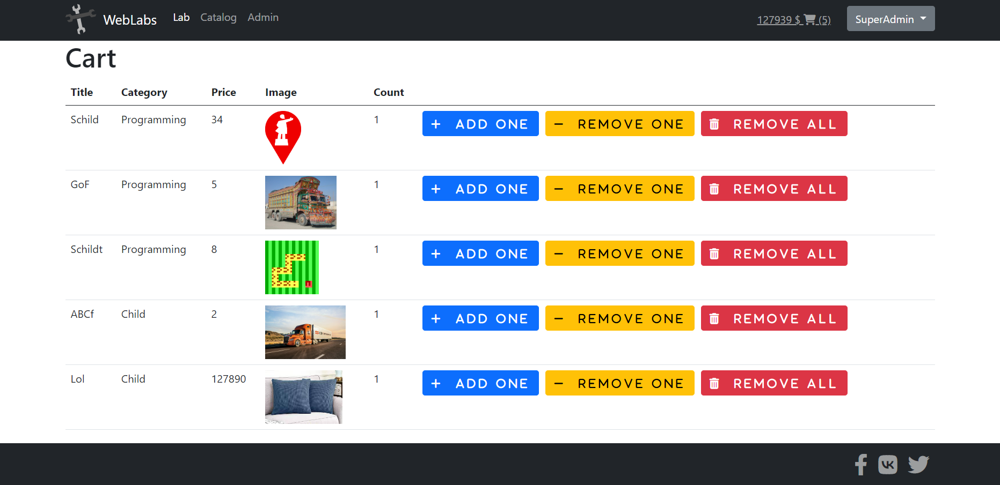 WebLabs Lab Catalog Admin 127939 $ (5) SuperAdmin
Cart
Title Category Price Image Count
Schild Programming 34 1 + ADD ONE − REMOVE ONE REMOVE ALL
GoF Programming 5 1 + ADD ONE − REMOVE ONE REMOVE ALL
Schildt Programming 8 1 + ADD ONE − REMOVE ONE REMOVE ALL
ABCf Child 2 1 + ADD ONE − REMOVE ONE REMOVE ALL
Lol Child 127890 1 + ADD ONE − REMOVE ONE REMOVE ALL